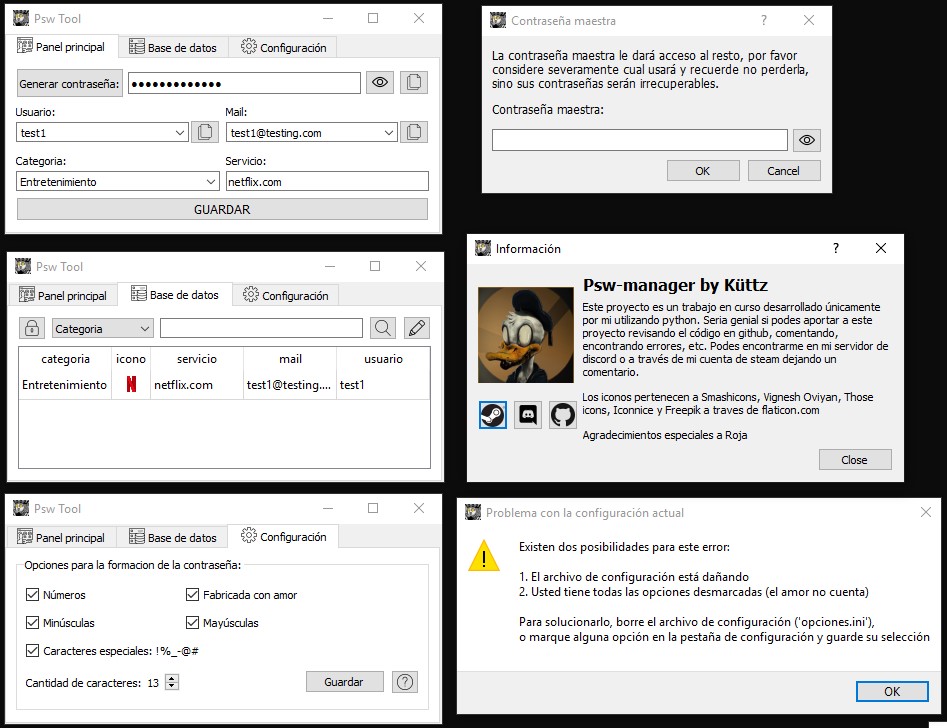 Psw Tool
Panel principal
Base de datos
Configuración
Generar contraseña:
●●●●●●●●●●●●●
Usuario:
Mail:
test1
test1@testing.com
Categoria:
Servicio:
Entretenimiento
netflix.com
GUARDAR
Contraseña maestra
?
La contraseña maestra le dará acceso al resto, por favor
considere severamente cual usará y recuerde no perderla,
sino sus contraseñas serán irrecuperables.
Contraseña maestra:
OK
Cancel
Psw Tool
Panel principal
Base de datos
Configuración
Categoria
categoria icono servicio mail usuario
Entretenimiento N netflix.com test1@testing.... test1
Información
?
Psw-manager by Küttz
Este proyecto es un trabajo en curso desarrollado únicamente
por mi utilizando python. Seria genial si podes aportar a este
proyecto revisando el código en github, comentando,
encontrando errores, etc. Podes encontrarme en mi servidor de
discord o a través de mi cuenta de steam dejando un
comentario.
Los iconos pertenecen a Smashicons, Vignesh Oviyan, Those
icons, Iconnice y Freepik a traves de flaticon.com
Agradecimientos especiales a Roja
Close
Psw Tool
Panel principal
Base de datos
Configuración
Opciones para la formacion de la contraseña:
Números
Fabricada con amor
Minúsculas
Mayúsculas
Caracteres especiales: !%_-@#
Cantidad de caracteres: 13
Guardar
?
Problema con la configuración actual
!
Existen dos posibilidades para este error:
1. El archivo de configuración está dañando
2. Usted tiene todas las opciones desmarcadas (el amor no cuenta)
Para solucionarlo, borre el archivo de configuración ('opciones.ini'),
o marque alguna opción en la pestaña de configuración y guarde su selección
OK